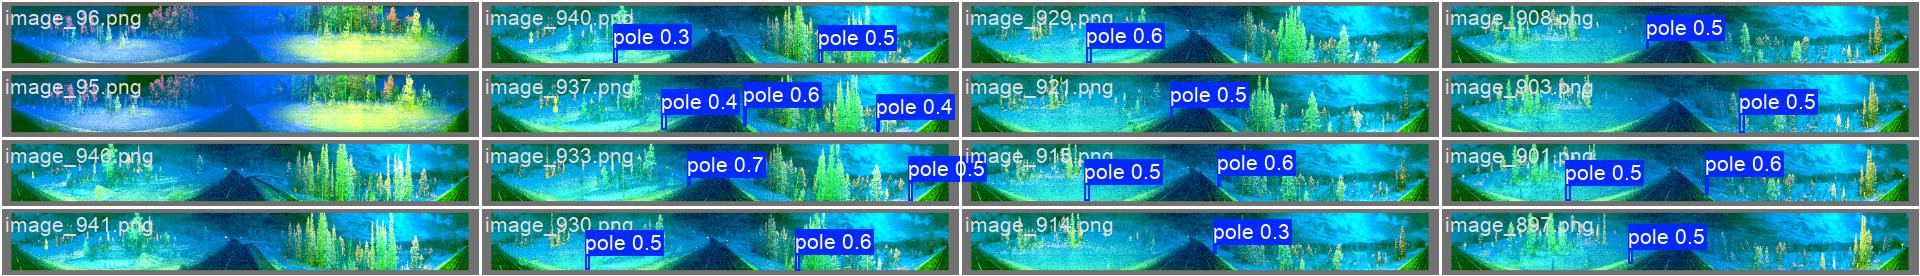 image_96.png
image_940.png
pole 0.3
pole 0.5
image_929.png
pole 0.6
image_908.png
pole 0.5
image_95.png
image_937.png
pole 0.4
pole 0.6
pole 0.4
image_921.png
pole 0.5
image_903.png
pole 0.5
image_946.png
image_933.png
pole 0.7
pole 0.5
pole 0.5
pole 0.6
image_901.png
pole 0.5
pole 0.6
image_941.png
image_930.png
pole 0.5
pole 0.6
image_914.png
pole 0.3
image_897.png
pole 0.5